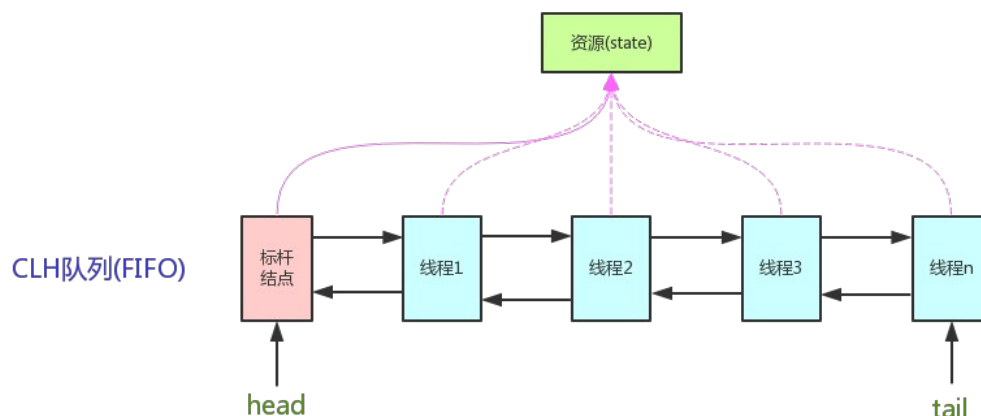 资源(state)
CLH队列(FIFO)
标杆
结点
线程1
线程2
线程3
线程n
head
tail